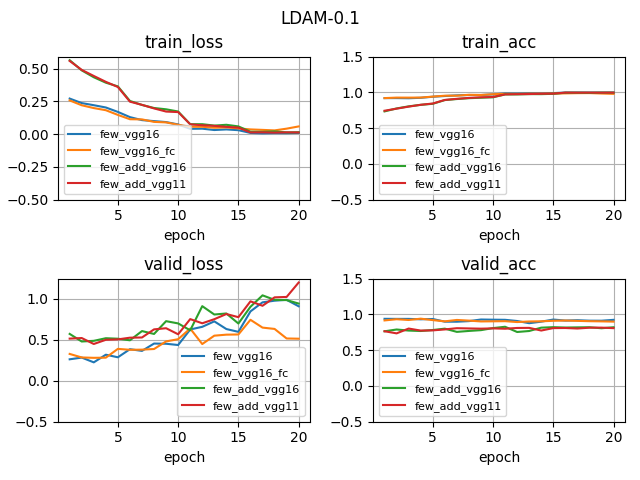 LDAM-0.1
train_loss
0.50
0.25
0.00
−0.25
−0.50
few_vgg16
few_vgg16_fc
few_add_vgg16
few_add_vgg11
5 10 15 20
epoch
train_acc
1.5
1.0
0.5
0.0
−0.5
few_vgg16
few_vgg16_fc
few_add_vgg16
few_add_vgg11
5 10 15 20
epoch
valid_loss
1.0
0.5
0.0
−0.5
few_vgg16
few_vgg16_fc
few_add_vgg16
few_add_vgg11
5 10 15 20
epoch
valid_acc
1.5
1.0
0.5
0.0
−0.5
few_vgg16
few_vgg16_fc
few_add_vgg16
few_add_vgg11
5 10 15 20
epoch